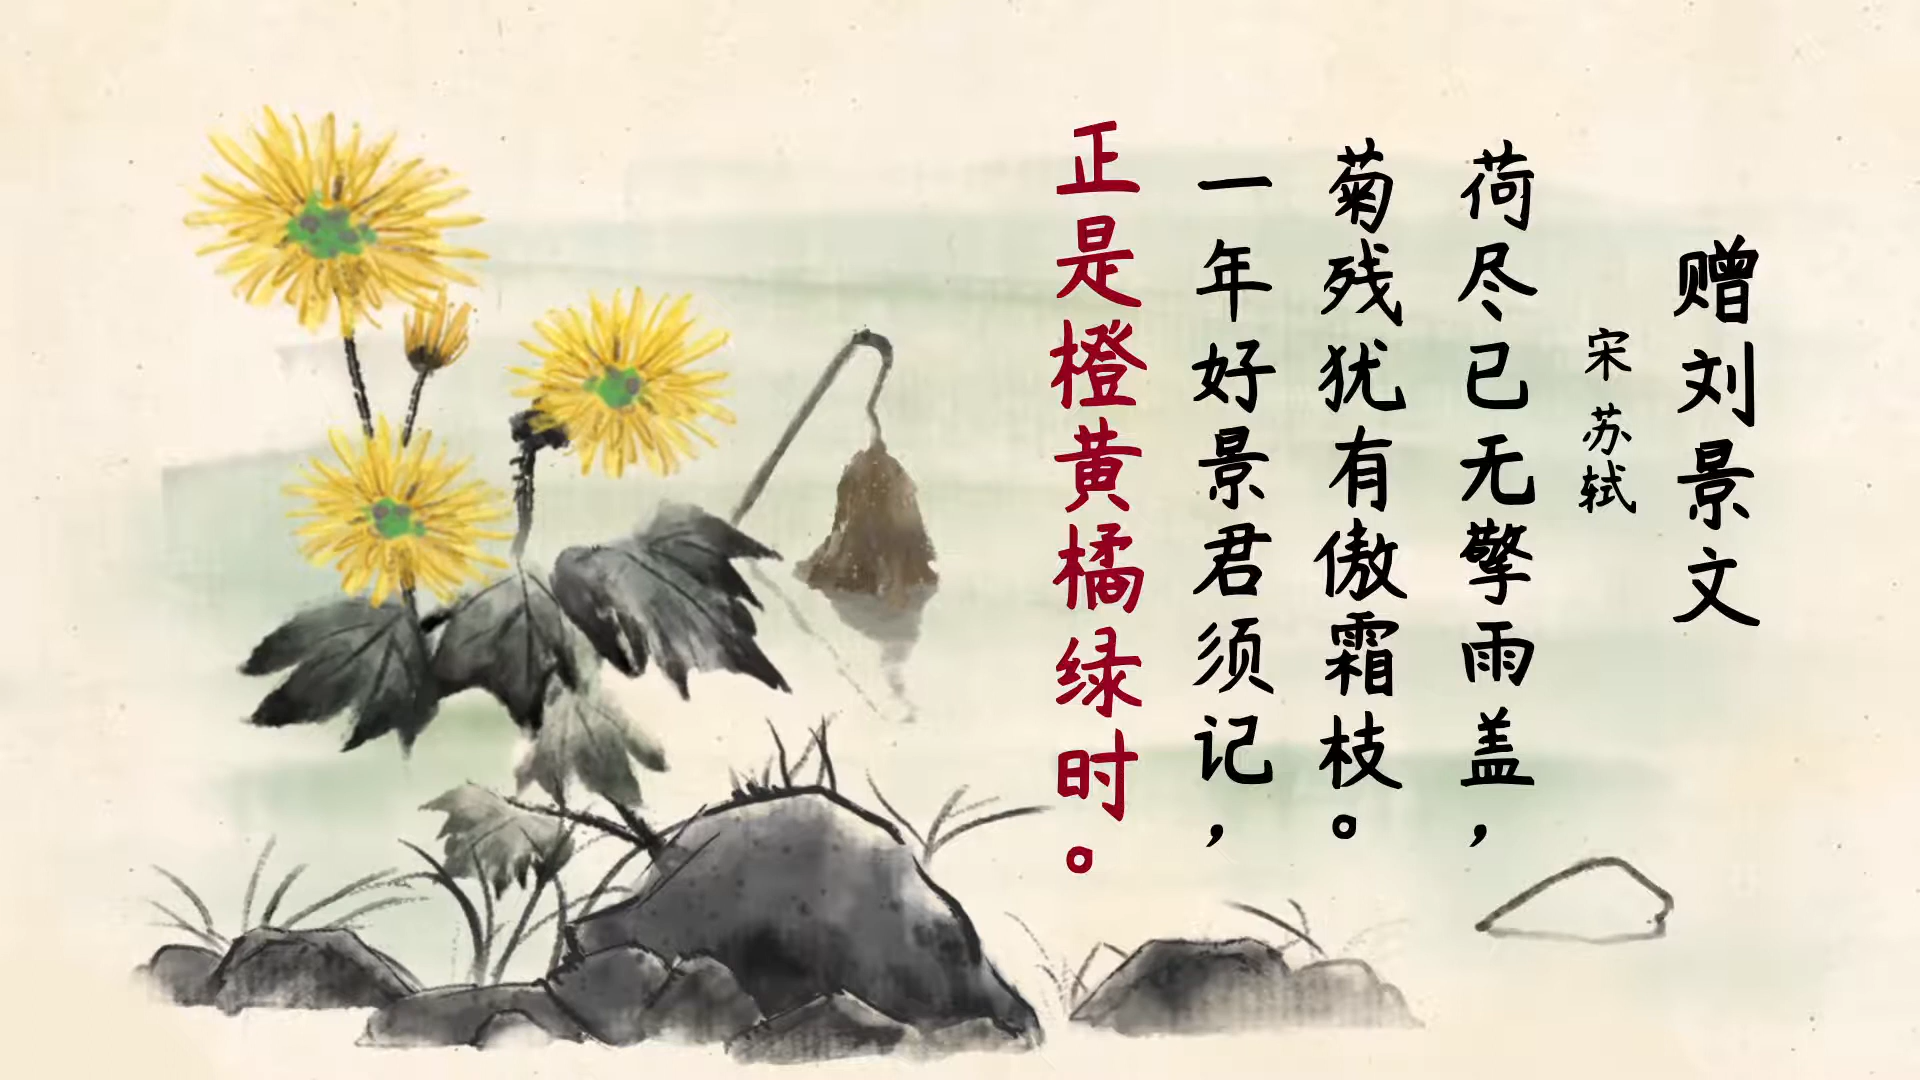 赠刘景文
宋 苏轼
荷尽已无擎雨盖，
菊残犹有傲霜枝。
一年好景君须记，
正是橙黄橘绿时。